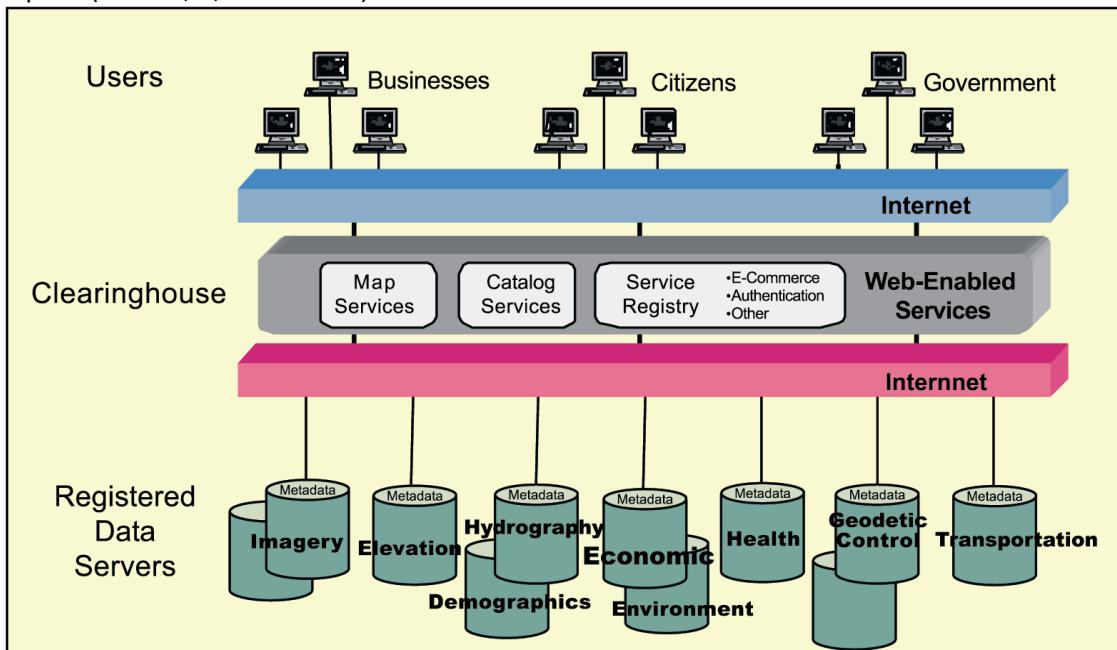 Users
Businesses
Citizens
Government
Internet
Clearinghouse
Map
Services
Catalog
Services
Service
Registry
•E-Commerce
•Authentication
•Other
Web-Enabled
Services
Internnet
Registered
Data
Servers
Metadata
Imagery
Metadata
Elevation
Metadata
Hydrography
Demographics
Metadata
Economic
Environment
Metadata
Health
Metadata
Geodetic
Control
Metadata
Transportation